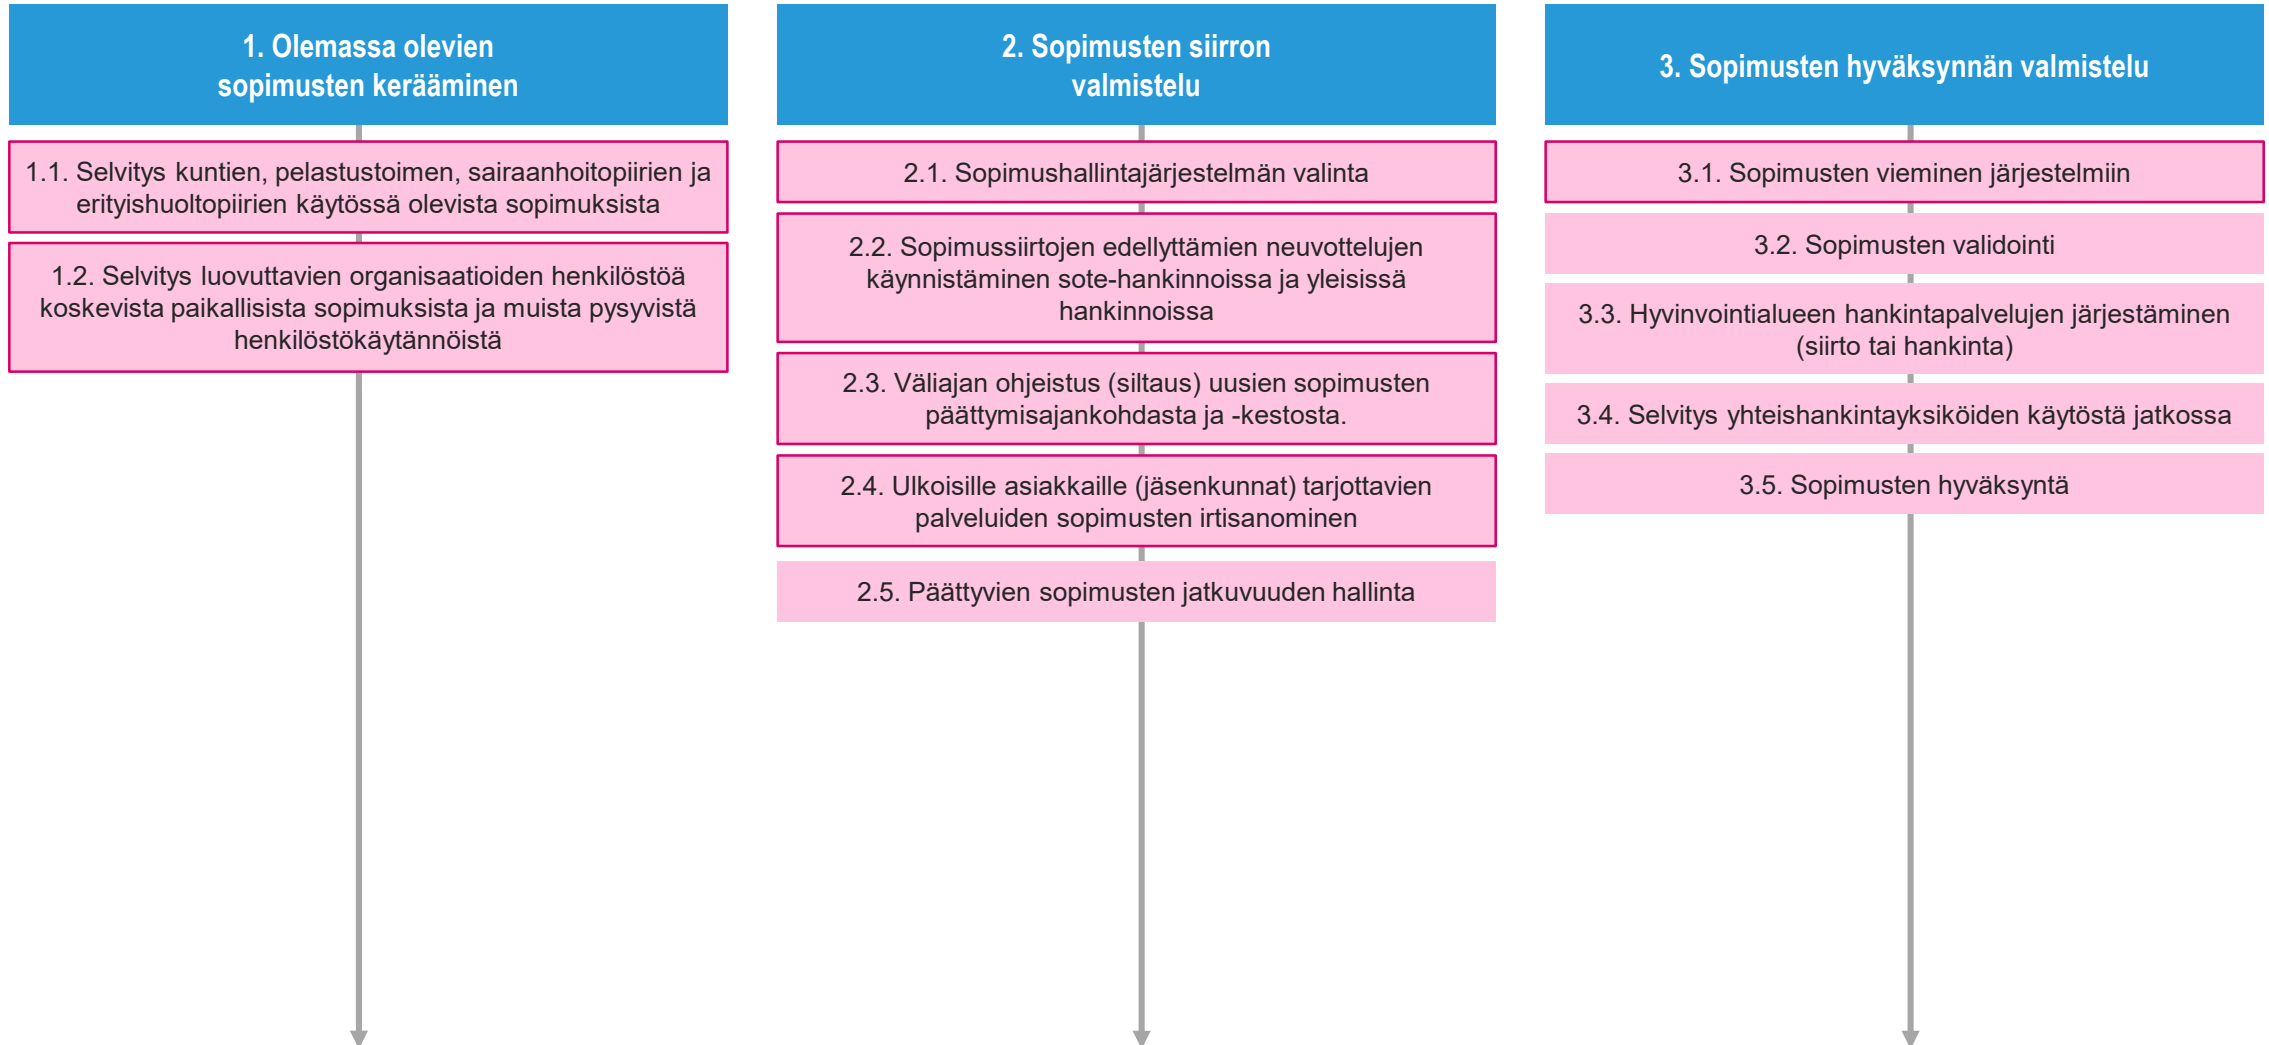 1. Olemassa olevien
sopimusten kerääminen
1.1. Selvitys kuntien, pelastustoimen, sairaanhoitopiirien ja
erityishuoltopiirien käytössä olevista sopimuksista
1.2. Selvitys luovuttavien organisaatioiden henkilöstöä
koskevista paikallisista sopimuksista ja muista pysyvistä
henkilöstökäytännöistä
2. Sopimusten siirron
valmistelu
2.1. Sopimushallintajärjestelmän valinta
2.2. Sopimussiirtojen edellyttämien neuvottelujen
käynnistäminen sote-hankinnoissa ja yleisissä
hankinnoissa
2.3. Väliajan ohjeistus (siltaus) uusien sopimusten
päättymisajankohdasta ja -kestosta.
2.4. Ulkoisille asiakkaille (jäsenkunnat) tarjottavien
palveluiden sopimusten irtisanominen
2.5. Päättyvien sopimusten jatkuvuuden hallinta
3. Sopimusten hyväksynnän valmistelu
3.1. Sopimusten vieminen järjestelmiin
3.2. Sopimusten validointi
3.3. Hyvinvointialueen hankintapalvelujen järjestäminen
(siirto tai hankinta)
3.4. Selvitys yhteishankintayksiköiden käytöstä jatkossa
3.5. Sopimusten hyväksyntä